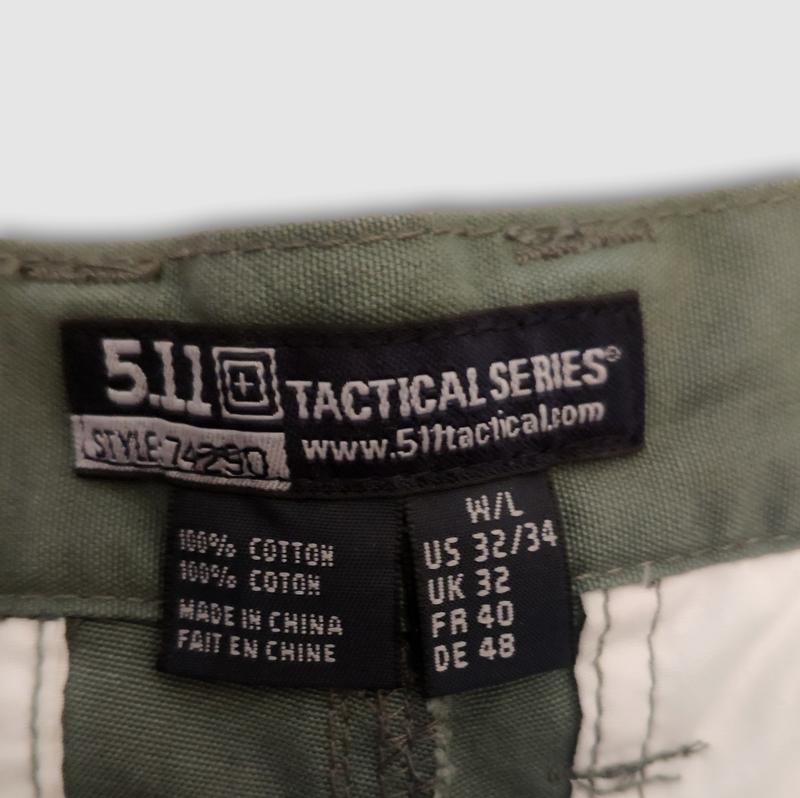 5.11 TACTICAL SERIES®
www.511tactical.com
STYLE: 74290
100% COTTON
100% COTON
MADE IN CHINA
FAIT EN CHINE
W/L
US 32/34
UK 32
FR 40
DE 48